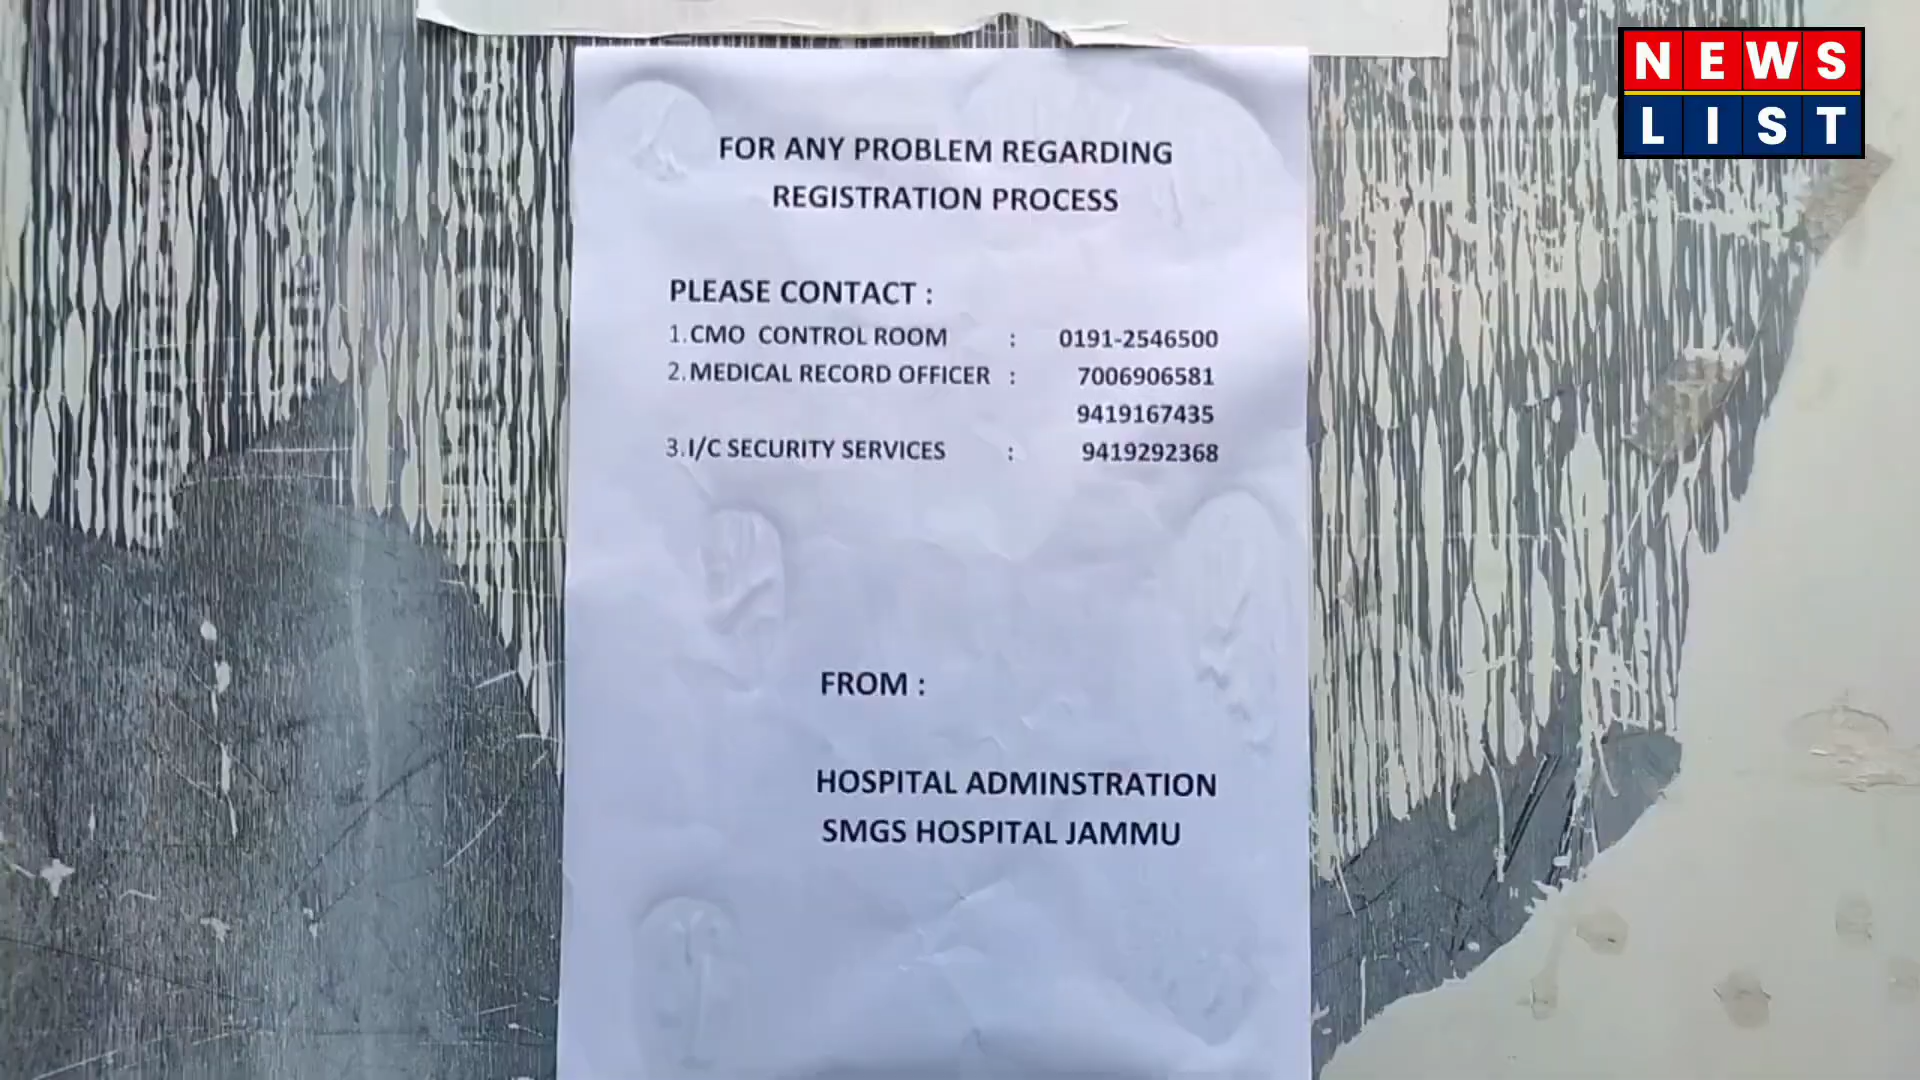 NEWS
LIST
FOR ANY PROBLEM REGARDING
REGISTRATION PROCESS
PLEASE CONTACT :
1.CMO CONTROL ROOM : 0191-2546500
2.MEDICAL RECORD OFFICER : 7006906581
9419167435
3.I/C SECURITY SERVICES : 9419292368
FROM :
HOSPITAL ADMINSTRATION
SMGS HOSPITAL JAMMU